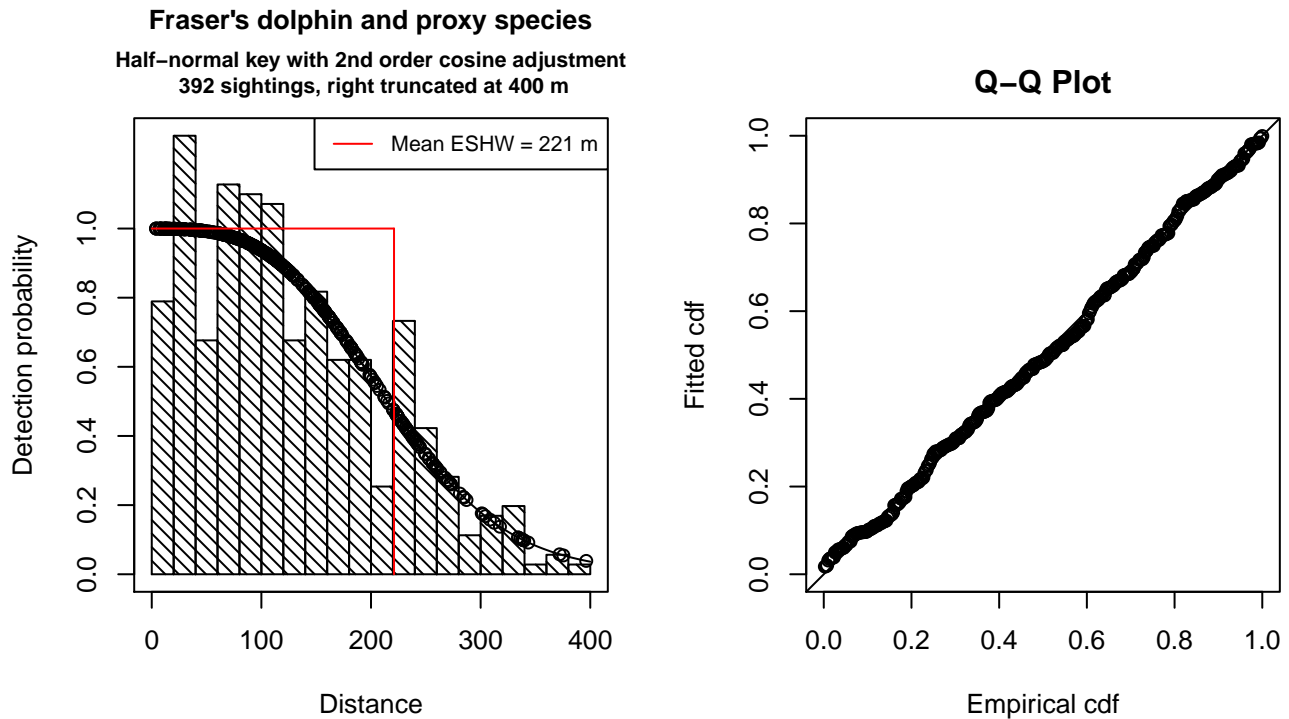 Fraser's dolphin and proxy species
Half−normal key with 2nd order cosine adjustment
392 sightings, right truncated at 400 m
Mean ESHW = 221 m
Detection probability
0.0 0.2 0.4 0.6 0.8 1.0
0 100 200 300 400
Distance
Q−Q Plot
Fitted cdf
0.0 0.2 0.4 0.6 0.8 1.0
0.0 0.2 0.4 0.6 0.8 1.0
Empirical cdf